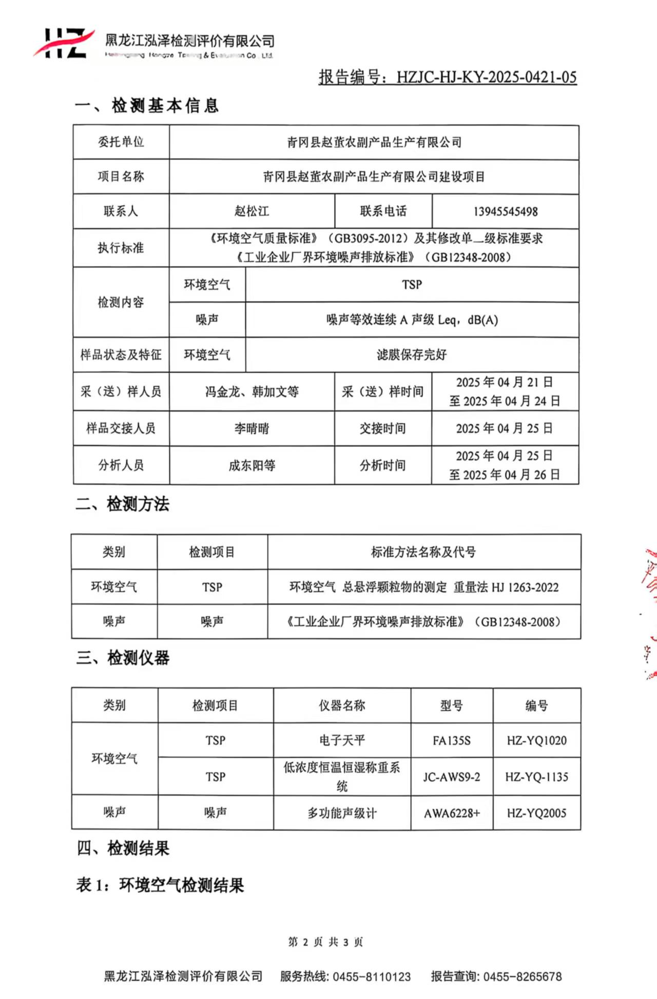 HZ 黑龙江泓泽检测评价有限公司
Heilongjiang Hongze Testing & Evaluation Co., Ltd.
报告编号：HZJC-HJ-KY-2025-0421-05
一、检测基本信息
委托单位 青冈县赵董农副产品生产有限公司
项目名称 青冈县赵董农副产品生产有限公司建设项目
联系人 赵松江 联系电话 13945545498
执行标准 《环境空气质量标准》（GB3095-2012）及其修改单二级标准要求
《工业企业厂界环境噪声排放标准》（GB12348-2008）
检测内容 环境空气 TSP
噪声 噪声等效连续 A 声级 Leq，dB(A)
样品状态及特征 环境空气 滤膜保存完好
采（送）样人员 冯金龙、韩加文等 采（送）样时间 2025 年 04 月 21 日
至 2025 年 04 月 24 日
样品交接人员 李晴晴 交接时间 2025 年 04 月 25 日
分析人员 成东阳等 分析时间 2025 年 04 月 25 日
至 2025 年 04 月 26 日
二、检测方法
类别 检测项目 标准方法名称及代号
环境空气 TSP 环境空气 总悬浮颗粒物的测定 重量法 HJ 1263-2022
噪声 噪声 《工业企业厂界环境噪声排放标准》（GB12348-2008）
三、检测仪器
类别 检测项目 仪器名称 型号 编号
环境空气 TSP 电子天平 FA135S HZ-YQ1020
TSP 低浓度恒温恒湿称重系
统 JC-AWS9-2 HZ-YQ-1135
噪声 噪声 多功能声级计 AWA6228+ HZ-YQ2005
四、检测结果
表 1：环境空气检测结果
第 2 页 共 3 页
黑龙江泓泽检测评价有限公司 服务热线: 0455-8110123 报告查询: 0455-8265678